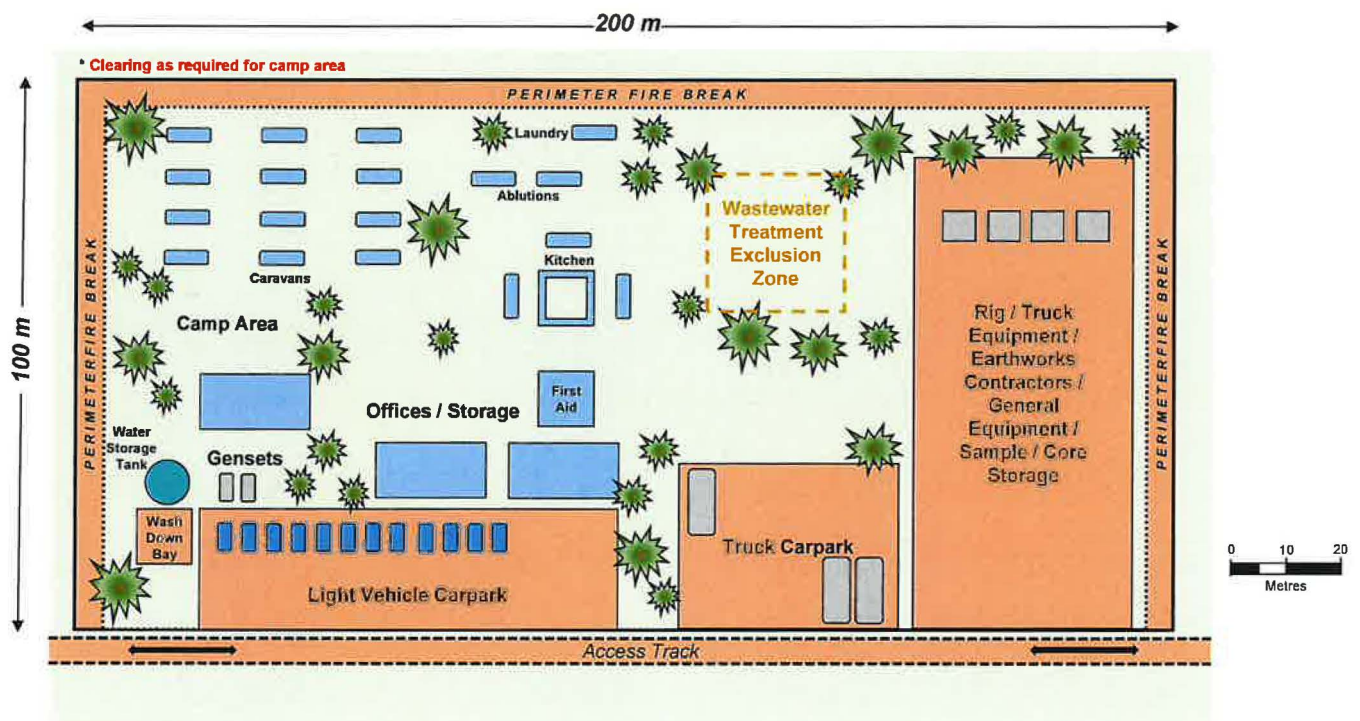 200 m
* Clearing as required for camp area
100 m
PERIMETER FIRE BREAK
PERIMETERFIRE BREAK
PERIMETERFIRE BREAK
Laundry
Ablutions
Wastewater
Treatment
Exclusion
Zone
Kitchen
Caravans
Camp Area
Rig / Truck
Equipment /
Earthworks
Contractors /
General
Equipment /
Sample / Core
Storage
First
Aid
Offices / Storage
Water
Storage
Tank
Gensets
Wash
Down
Bay
Truck Carpark
Light Vehicle Carpark
0 10 20
Metres
Access Track